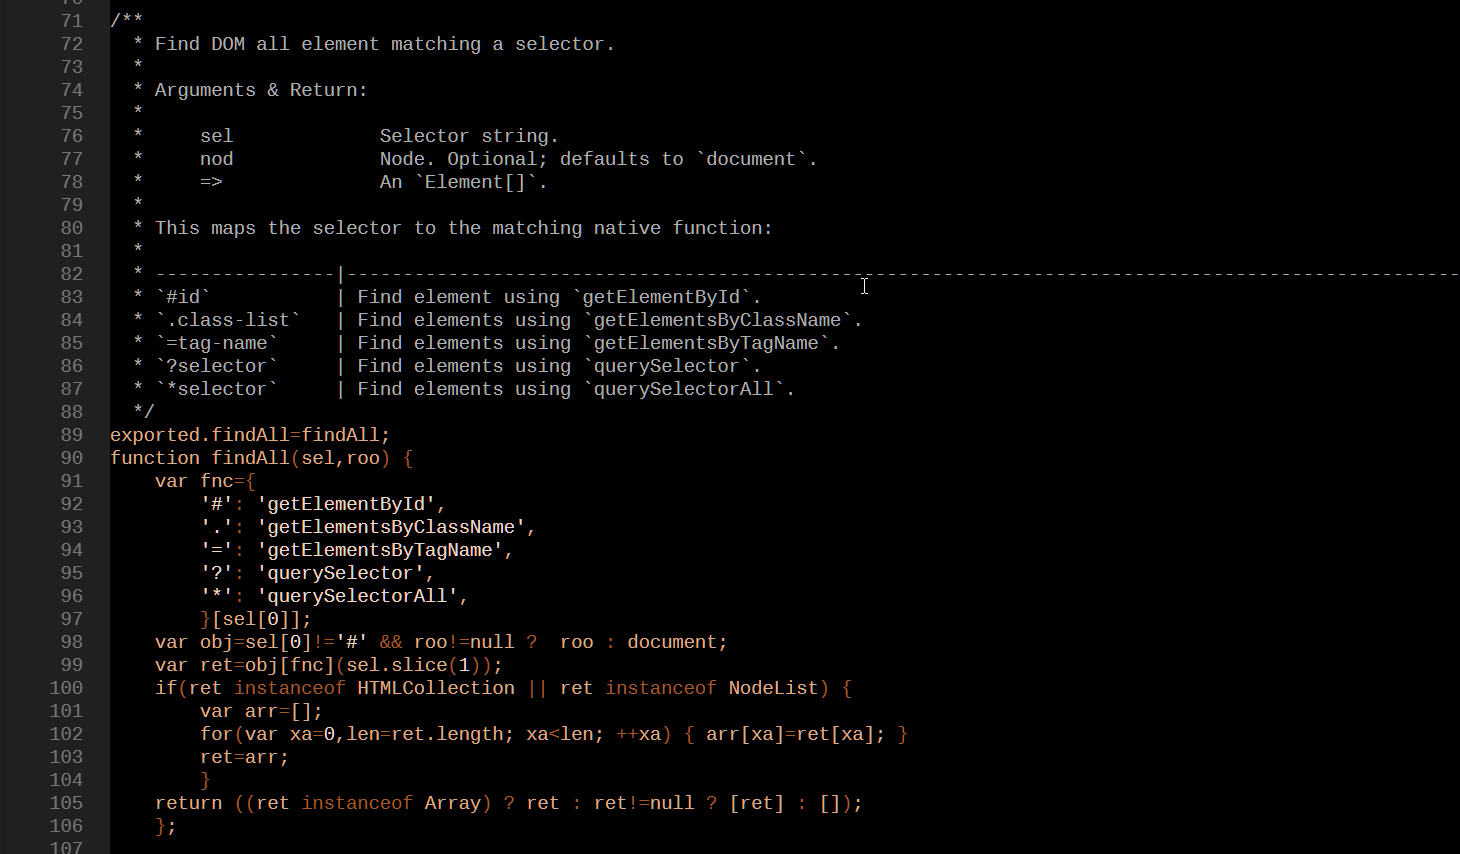 71 /**
72   * Find DOM all element matching a selector.
73   *
74   * Arguments & Return:
75   *
76   *     sel             Selector string.
77   *     nod             Node. Optional; defaults to `document`.
78   *     =>              An `Element[]`.
79   *
80   * This maps the selector to the matching native function:
81   *
82   * ----------------|---------------------------------------------------------------------------------------------------
83   * `#id`           | Find element using `getElementById`.
84   * `.class-list`   | Find elements using `getElementsByClassName`.
85   * `=tag-name`     | Find elements using `getElementsByTagName`.
86   * `?selector`     | Find elements using `querySelector`.
87   * `*selector`     | Find elements using `querySelectorAll`.
88   */
89 exported.findAll=findAll;
90 function findAll(sel,roo) {
91     var fnc={
92         '#': 'getElementById',
93         '.': 'getElementsByClassName',
94         '=': 'getElementsByTagName',
95         '?': 'querySelector',
96         '*': 'querySelectorAll',
97         }[sel[0]];
98     var obj=sel[0]!='#' && roo!=null ?  roo : document;
99     var ret=obj[fnc](sel.slice(1));
100     if(ret instanceof HTMLCollection || ret instanceof NodeList) {
101         var arr=[];
102         for(var xa=0,len=ret.length; xa<len; ++xa) { arr[xa]=ret[xa]; }
103         ret=arr;
104         }
105     return ((ret instanceof Array) ? ret : ret!=null ? [ret] : []);
106     };
107